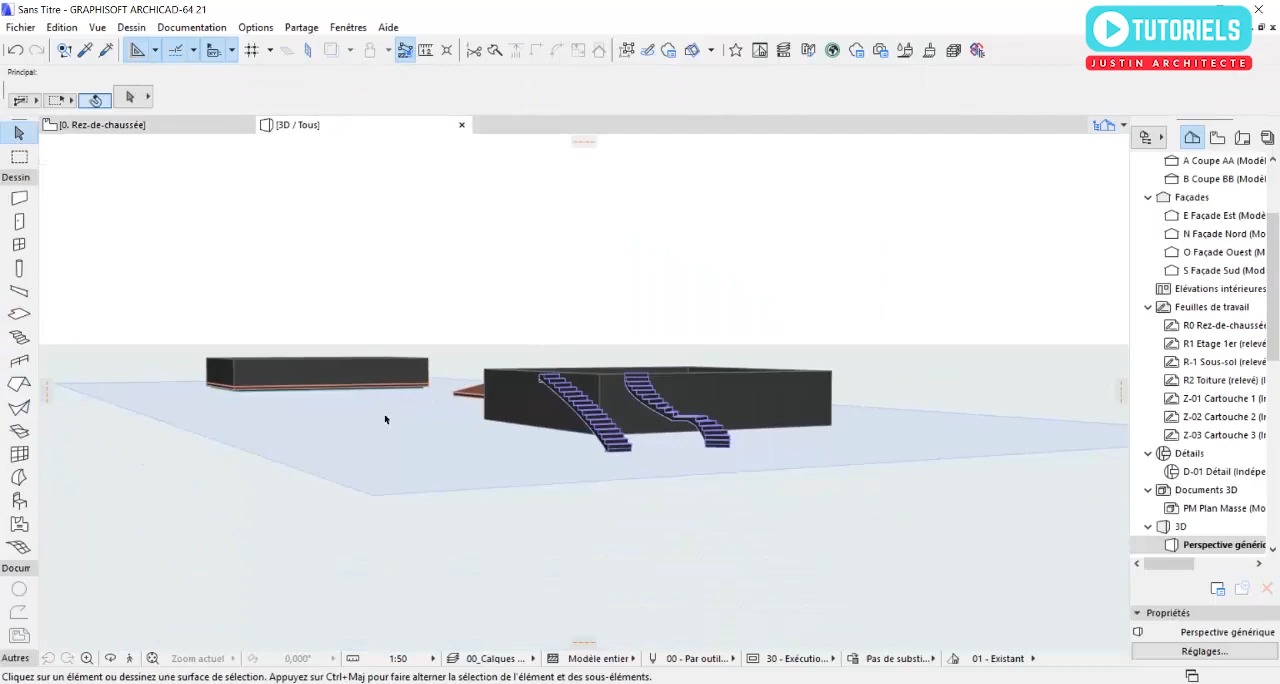 Sans Titre - GRAPHISOFT ARCHICAD-64 21
Fichier Edition Vue Dessin Documentation Options Partage Fenêtres Aide
TUTORIELS
JUSTIN ARCHITECTE
Principal:
[0. Rez-de-chaussée]
[3D / Tous]
Dessin
Docum
Autres
A Coupe AA (Modèl
B Coupe BB (Modèl
Façades
E Façade Est (Modè
N Façade Nord (Mo
O Façade Ouest (M
S Façade Sud (Mod
Elévations intérieures
Feuilles de travail
R0 Rez-de-chaussée
R1 Etage 1er (relevé
R-1 Sous-sol (relevé)
R2 Toiture (relevé) (
Z-01 Cartouche 1 (I
Z-02 Cartouche 2 (I
Z-03 Cartouche 3 (I
Détails
D-01 Détail (Indépe
Documents 3D
PM Plan Masse (Mo
3D
Perspective génériq
Propriétés
Perspective générique
Réglages...
Zoom actuel
0,000°
1:50
00_Calques ...
Modèle entier
00 - Par outil...
30 - Exécutio...
Pas de substi...
01 - Existant
Cliquez sur un élément ou dessinez une surface de sélection. Appuyez sur Ctrl+Maj pour faire alterner la sélection de l'élément et des sous-éléments.